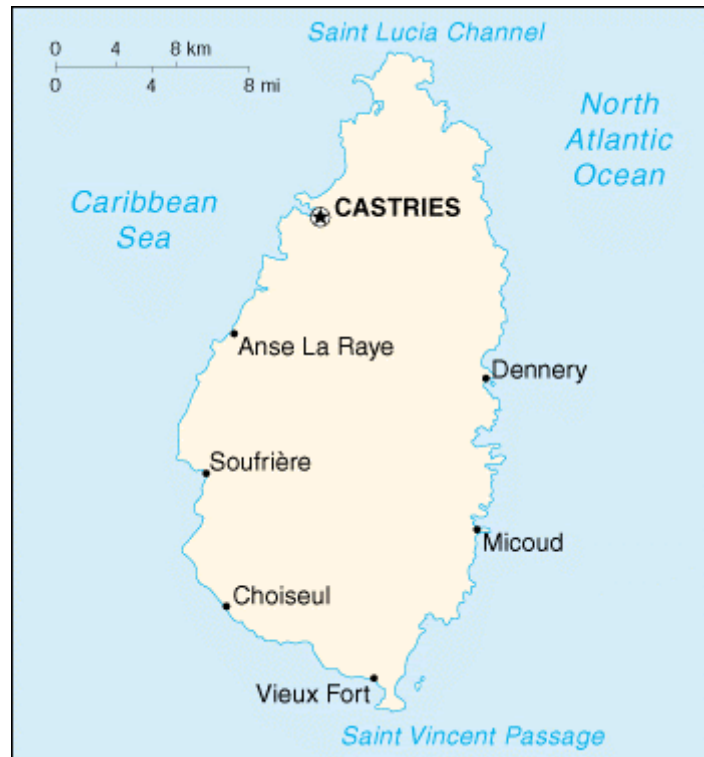 Saint Lucia Channel
0 4 8 km
0 4 8 mi
North
Atlantic
Ocean
Caribbean
Sea
CASTRIES
Anse La Raye
Dennery
Soufrière
Micoud
Choiseul
Vieux Fort
Saint Vincent Passage